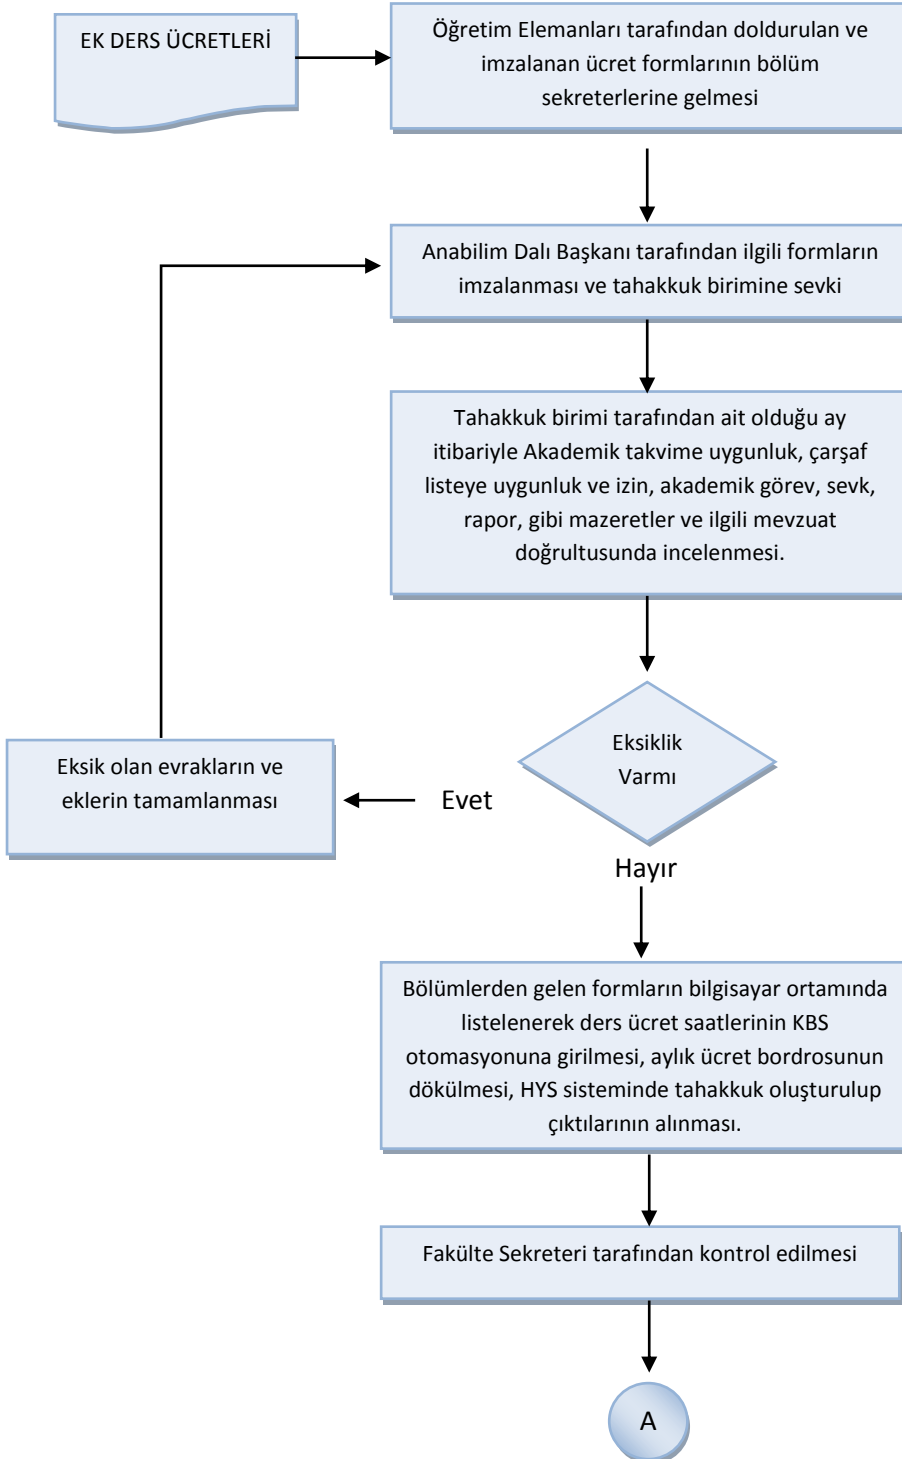 EK DERS ÜCRETLERİ
Öğretim Elemanları tarafından doldurulan ve
imzalanan ücret formlarının bölüm
sekreterlerine gelmesi
Anabilim Dalı Başkanı tarafından ilgili formların
imzalanması ve tahakkuk birimine sevki
Tahakkuk birimi tarafından ait olduğu ay
itibariyle Akademik takvime uygunluk, çarşaf
listeye uygunluk ve izin, akademik görev, sevk,
rapor, gibi mazeretler ve ilgili mevzuat
doğrultusunda incelenmesi.
Eksiklik
Varmı
Eksik olan evrakların ve
eklerin tamamlanması
Evet
Hayır
Bölümlerden gelen formların bilgisayar ortamında
listelenerek ders ücret saatlerinin KBS
otomasyonuna girilmesi, aylık ücret bordrosunun
dökülmesi, HYS sisteminde tahakkuk oluşturulup
çıktılarının alınması.
Fakülte Sekreteri tarafından kontrol edilmesi
A